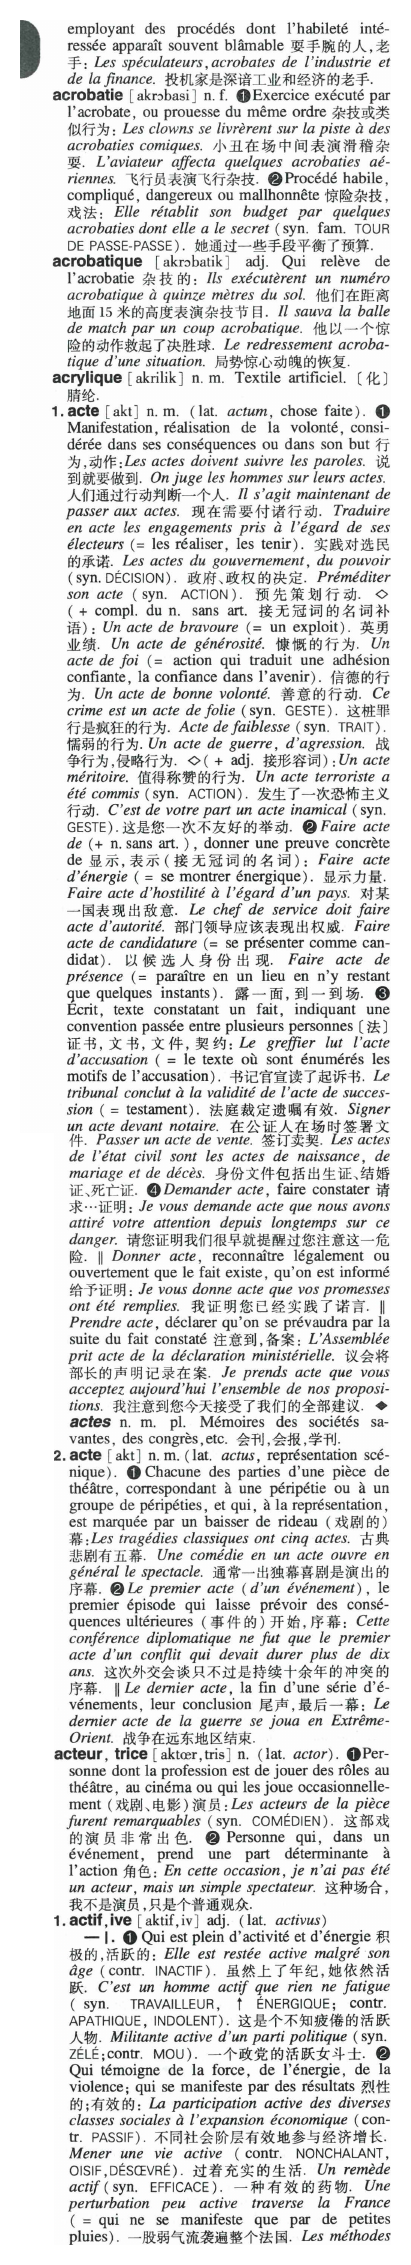 employant des procédés dont l'habileté inté-
ressée apparaît souvent blâmable 耍手腕的人,老
手: Les spéculateurs, acrobates de l'industrie et
de la finance. 投机家是深谙工业和经济的老手.
acrobatie [akrɔbasi] n. f. ❶Exercice exécuté par
l'acrobate, ou prouesse du même ordre 杂技或类
似行为: Les clowns se livrèrent sur la piste à des
acrobaties comiques. 小丑在场中间表演滑稽杂
耍. L'aviateur affecta quelques acrobaties aé-
riennes. 飞行员表演飞行杂技. ❷Procédé habile,
compliqué, dangereux ou mallhonnête 惊险杂技,
戏法: Elle rétablit son budget par quelques
acrobaties dont elle a le secret (syn. fam. TOUR
DE PASSE-PASSE). 她通过一些手段平衡了预算.
acrobatique [akrɔbatik] adj. Qui relève de
l'acrobatie 杂技的: Ils exécutèrent un numéro
acrobatique à quinze mètres du sol. 他们在距离
地面 15 米的高度表演杂技节目. Il sauva la balle
de match par un coup acrobatique. 他以一个惊
险的动作救起了决胜球. Le redressement acroba-
tique d'une situation. 局势惊心动魄的恢复.
acrylique [akrilik] n. m. Textile artificiel. 〔化〕
腈纶.
1. acte [akt] n. m. (lat. actum, chose faite). ❶
Manifestation, réalisation de la volonté, consi-
dérée dans ses conséquences ou dans son but 行
为,动作:Les actes doivent suivre les paroles. 说
到就要做到. On juge les hommes sur leurs actes.
人们通过行动判断一个人. Il s'agit maintenant de
passer aux actes. 现在需要付诸行动. Traduire
en acte les engagements pris à l'égard de ses
électeurs (= les réaliser, les tenir). 实践对选民
的承诺. Les actes du gouvernement, du pouvoir
(syn. DÉCISION). 政府、政权的决定. Préméditer
son acte (syn. ACTION). 预先策划行动. ◇
(+ compl. du n. sans art. 接无冠词的名词补
语): Un acte de bravoure (= un exploit). 英勇
业绩. Un acte de générosité. 慷慨的行为. Un
acte de foi (= action qui traduit une adhésion
confiante, la confiance dans l'avenir). 信德的行
为. Un acte de bonne volonté. 善意的行动. Ce
crime est un acte de folie (syn. GESTE). 这桩罪
行是疯狂的行为. Acte de faiblesse (syn. TRAIT).
懦弱的行为. Un acte de guerre, d'agression. 战
争行为,侵略行为. ◇(+ adj. 接形容词):Un acte
méritoire. 值得称赞的行为. Un acte terroriste a
été commis (syn. ACTION). 发生了一次恐怖主义
行动. C'est de votre part un acte inamical (syn.
GESTE). 这是您一次不友好的举动. ❷ Faire acte
de (+ n. sans art.), donner une preuve concrète
de 显示,表示(接无冠词的名词): Faire acte
d'énergie (= se montrer énergique). 显示力量.
Faire acte d'hostilité à l'égard d'un pays. 对某
一国表现出敌意. Le chef de service doit faire
acte d'autorité. 部门领导应该表现出权威. Faire
acte de candidature (= se présenter comme can-
didat). 以候选人身份出现. Faire acte de
présence (= paraître en un lieu en n'y restant
que quelques instants). 露一面,到一到场. ❸
Écrit, texte constatant un fait, indiquant une
convention passée entre plusieurs personnes〔法〕
证书,文书,文件,契约: Le greffier lut l'acte
d'accusation (= le texte où sont énumérés les
motifs de l'accusation). 书记官宣读了起诉书. Le
tribunal conclut à la validité de l'acte de succes-
sion (= testament). 法庭裁定遗嘱有效. Signer
un acte devant notaire. 在公证人在场时签署文
件. Passer un acte de vente. 签订卖契. Les actes
de l'état civil sont les actes de naissance, de
mariage et de décès. 身份文件包括出生证、结婚
证、死亡证. ❹Demander acte, faire constater 请
求…证明: Je vous demande acte que nous avons
attiré votre attention depuis longtemps sur ce
danger. 请您证明我们很早就提醒过您注意这一危
险. ‖ Donner acte, reconnaître légalement ou
ouvertement que le fait existe, qu'on est informé
给予证明: Je vous donne acte que vos promesses
ont été remplies. 我证明您已经实践了诺言. ‖
Prendre acte, déclarer qu'on se prévaudra par la
suite du fait constaté 注意到,备案: L'Assemblée
prit acte de la déclaration ministérielle. 议会将
部长的声明记录在案. Je prends acte que vous
acceptez aujourd'hui l'ensemble de nos proposi-
tions. 我注意到您今天接受了我们的全部建议. ◆
actes n. m. pl. Mémoires des sociétés sa-
vantes, des congrès, etc. 会刊,会报,学刊.
2. acte [akt] n. m. (lat. actus, représentation scé-
nique). ❶ Chacune des parties d'une pièce de
théâtre, correspondant à une péripétie ou à un
groupe de péripéties, et qui, à la représentation,
est marquée par un baisser de rideau (戏剧的)
幕:Les tragédies classiques ont cinq actes. 古典
悲剧有五幕. Une comédie en un acte ouvre en
général le spectacle. 通常一出独幕喜剧是演出的
序幕. ❷ Le premier acte (d'un événement), le
premier épisode qui laisse prévoir des consé-
quences ultérieures (事件的)开始,序幕: Cette
conférence diplomatique ne fut que le premier
acte d'un conflit qui devait durer plus de dix
ans. 这次外交会谈只不过是持续十余年的冲突的
序幕. ‖ Le dernier acte, la fin d'une série d'é-
vénements, leur conclusion 尾声,最后一幕: Le
dernier acte de la guerre se joua en Extrême-
Orient. 战争在远东地区结束.
acteur, trice [aktœr,tris] n. (lat. actor). ❶Per-
sonne dont la profession est de jouer des rôles au
théâtre, au cinéma ou qui les joue occasionnelle-
ment (戏剧、电影)演员:Les acteurs de la pièce
furent remarquables (syn. COMÉDIEN). 这部戏
的演员非常出色. ❷ Personne qui, dans un
événement, prend une part déterminante à
l'action 角色: En cette occasion, je n'ai pas été
un acteur, mais un simple spectateur. 这种场合,
我不是演员,只是个普通观众.
1. actif, ive [aktif,iv] adj. (lat. activus)
— I. ❶ Qui est plein d'activité et d'énergie 积
极的,活跃的: Elle est restée active malgré son
âge (contr. INACTIF). 虽然上了年纪,她依然活
跃. C'est un homme actif que rien ne fatigue
( syn. TRAVAILLEUR, ↑ ÉNERGIQUE; contr.
APATHIQUE, INDOLENT). 这是个不知疲倦的活跃
人物. Militante active d'un parti politique (syn.
ZÉLÉ;contr. MOU). 一个政党的活跃女斗士. ❷
Qui témoigne de la force, de l'énergie, de la
violence; qui se manifeste par des résultats 烈性
的;有效的: La participation active des diverses
classes sociales à l'expansion économique (con-
tr. PASSIF). 不同社会阶层有效地参与经济增长.
Mener une vie active (contr. NONCHALANT,
OISIF,DÉSŒVRÉ). 过着充实的生活. Un remède
actif (syn. EFFICACE). 一种有效的药物. Une
perturbation peu active traverse la France
( = qui ne se manifeste que par de petites
pluies). 一股弱气流袭遍整个法国. Les méthodes